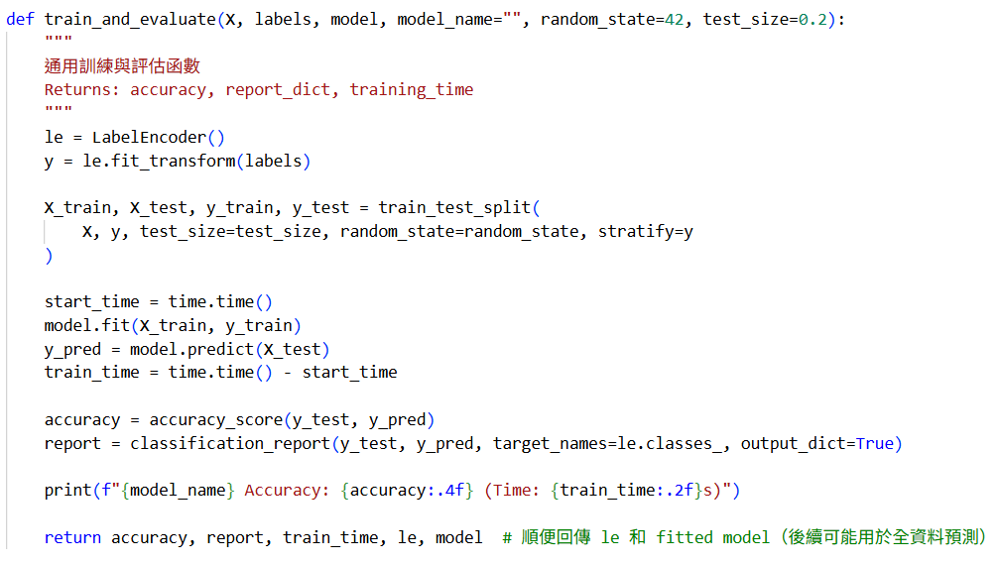 def train_and_evaluate(X, labels, model, model_name="", random_state=42, test_size=0.2):
    """
    通用訓練與評估函數
    Returns: accuracy, report_dict, training_time
    """
    le = LabelEncoder()
    y = le.fit_transform(labels)

    X_train, X_test, y_train, y_test = train_test_split(
        X, y, test_size=test_size, random_state=random_state, stratify=y
    )

    start_time = time.time()
    model.fit(X_train, y_train)
    y_pred = model.predict(X_test)
    train_time = time.time() - start_time

    accuracy = accuracy_score(y_test, y_pred)
    report = classification_report(y_test, y_pred, target_names=le.classes_, output_dict=True)

    print(f"{model_name} Accuracy: {accuracy:.4f} (Time: {train_time:.2f}s)")

    return accuracy, report, train_time, le, model  # 順便回傳 le 和 fitted model（後續可能用於全資料預測）